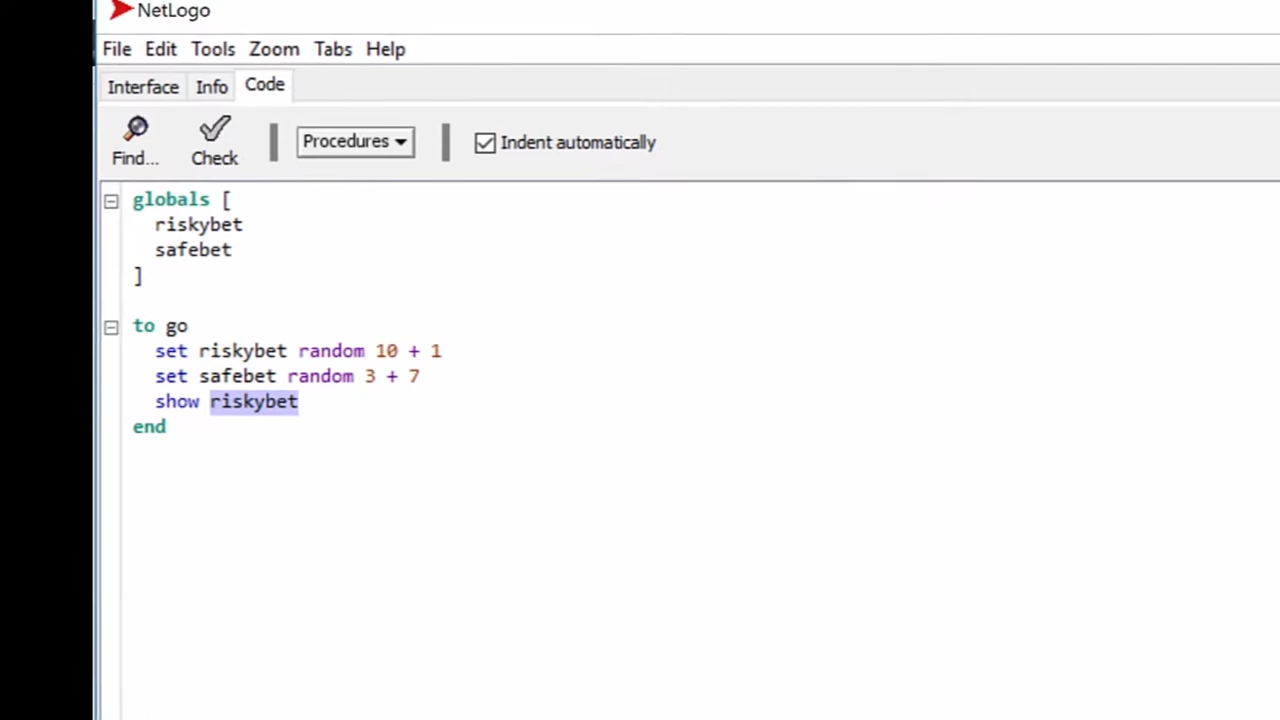 NetLogo
File Edit Tools Zoom Tabs Help
Interface Info Code
Find... Check Procedures Indent automatically
globals [
  riskybet
  safebet
]
to go
  set riskybet random 10 + 1
  set safebet random 3 + 7
  show riskybet
end